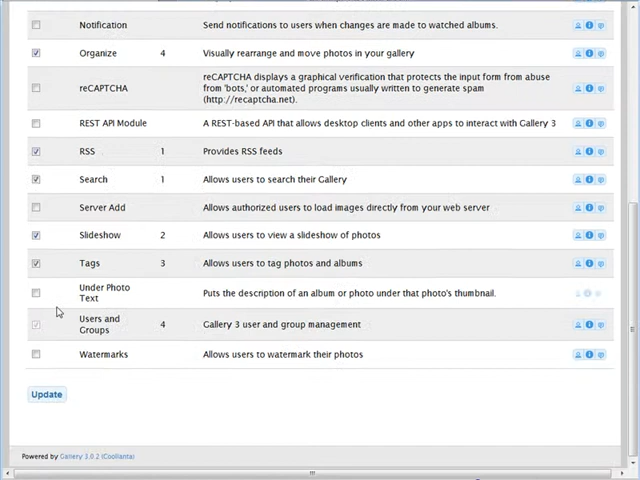 Notification Send notifications to users when changes are made to watched albums.
Organize 4 Visually rearrange and move photos in your gallery
reCAPTCHA displays a graphical verification that protects the input form from abuse
reCAPTCHA from 'bots,' or automated programs usually written to generate spam
(http://recaptcha.net).
REST API Module A REST-based API that allows desktop clients and other apps to interact with Gallery 3
RSS 1 Provides RSS feeds
Search 1 Allows users to search their Gallery
Server Add Allows authorized users to load images directly from your web server
Slideshow 2 Allows users to view a slideshow of photos
Tags 3 Allows users to tag photos and albums
Under Photo
Text Puts the description of an album or photo under that photo's thumbnail.
Users and
Groups 4 Gallery 3 user and group management
Watermarks Allows users to watermark their photos
Update
Powered by Gallery 3.0.2 (Coollanta)